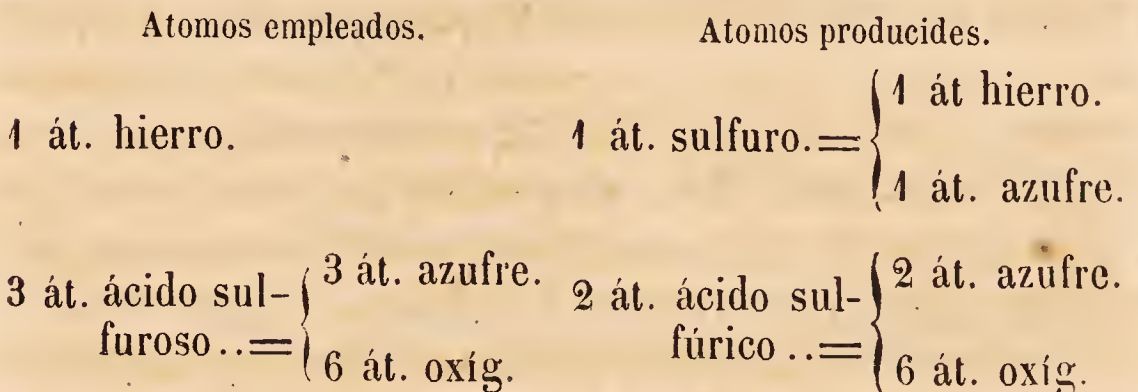 Atomos empleados.
Atomos producides.
1 át. hierro.
1 át. sulfuro.=
1 át hierro.
1 át. azufre.
3 át. ácido sul-
furoso..=
3 át. azufre.
6 át. oxíg.
2 át. ácido sul-
fúrico..=
2 át. azufre.
6 át. oxíg.